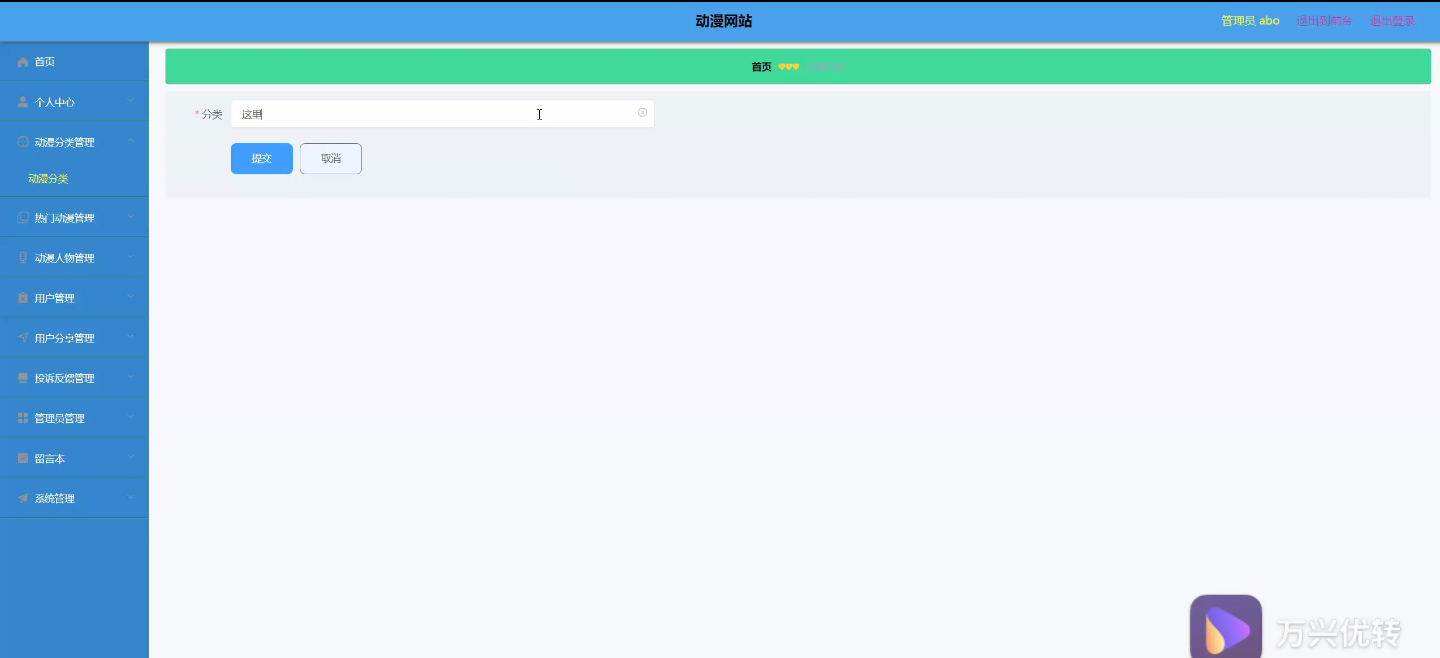 动漫网站
管理员 abo 退出到前台 退出登录
首页
个人中心
动漫分类管理
动漫分类
热门动漫管理
动漫人物管理
用户管理
用户分享管理
投诉反馈管理
管理员管理
留言本
系统管理
首页
* 分类 这里
提交 取消
万兴优转